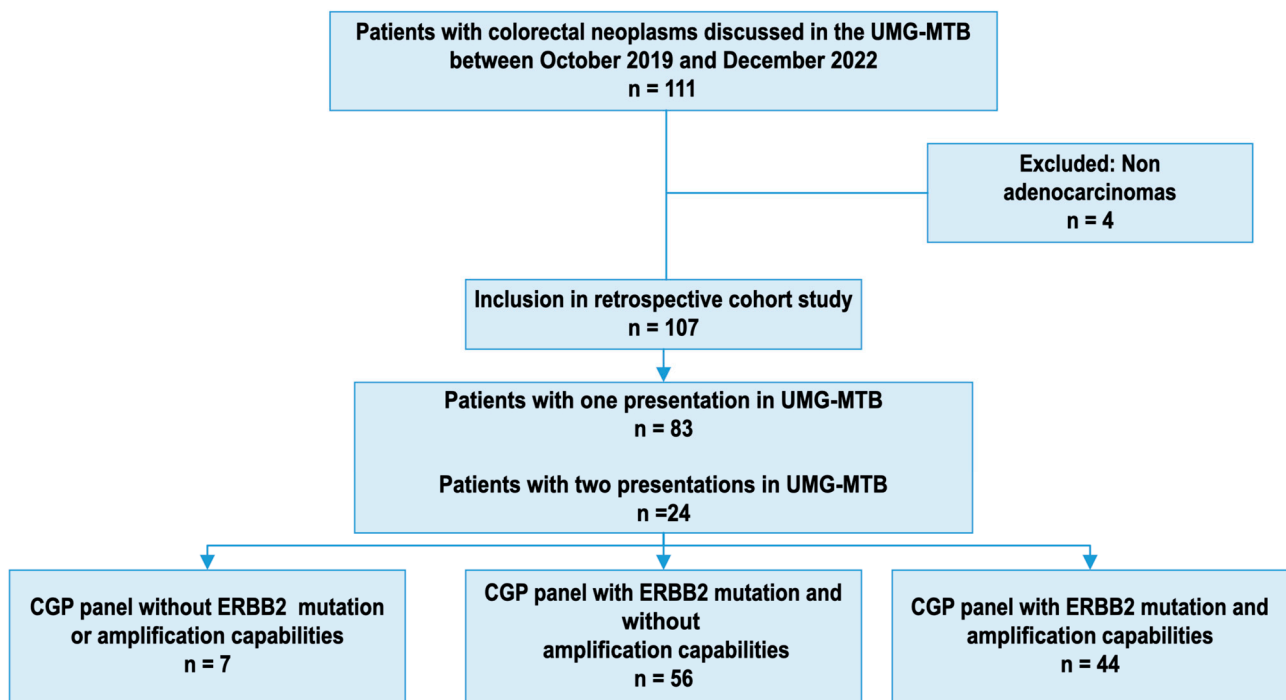 Patients with colorectal neoplasms discussed in the UMG-MTB
between October 2019 and December 2022
n = 111
Excluded: Non
adenocarcinomas
n = 4
Inclusion in retrospective cohort study
n = 107
Patients with one presentation in UMG-MTB
n = 83
Patients with two presentations in UMG-MTB
n =24
CGP panel without ERBB2 mutation
or amplification capabilities
n = 7
CGP panel with ERBB2 mutation and
without
amplification capabilities
n = 56
CGP panel with ERBB2 mutation and
amplification capabilities
n = 44